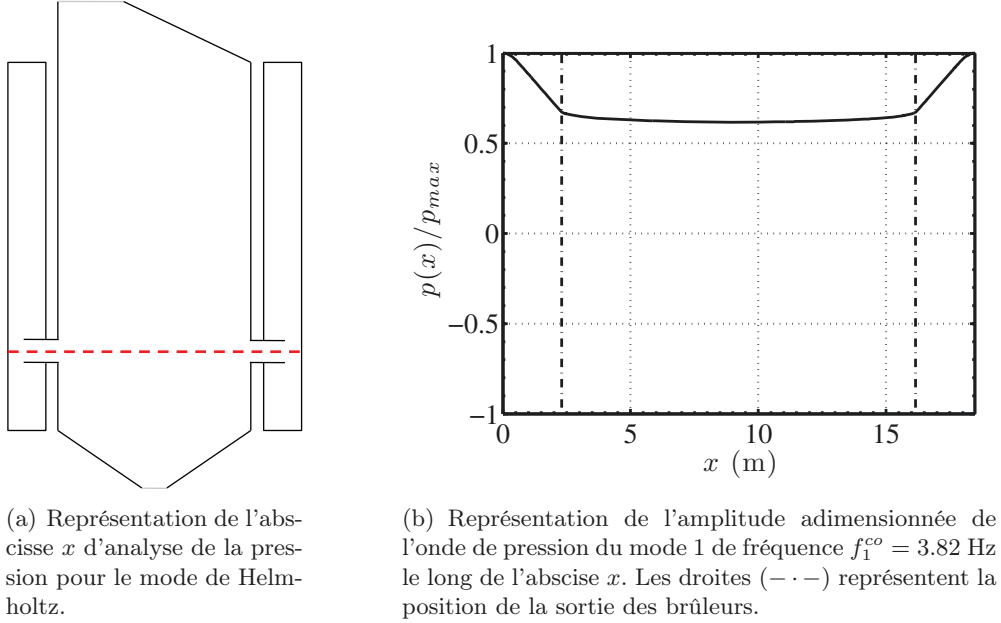 1
0.5
0
−0.5
−1
0
5
10
15
p(x)/p_{max}
x (m)
(a) Représentation de l'abs-
cisse x d'analyse de la pres-
sion pour le mode de Helm-
holtz.
(b) Représentation de l'amplitude adimensionnée de
l'onde de pression du mode 1 de fréquence f_1^{co} = 3.82 Hz
le long de l'abscise x. Les droites (− · −) représentent la
position de la sortie des brûleurs.